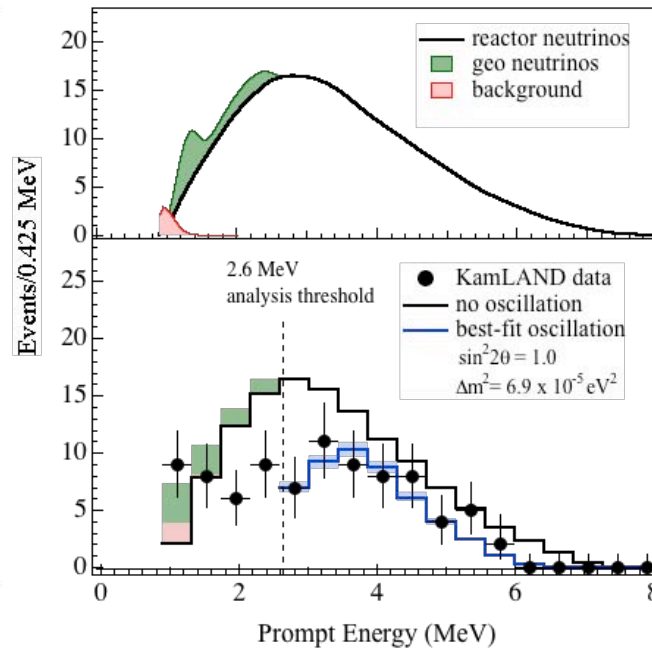 20
15
10
5
0
reactor neutrinos
geo neutrinos
background
Events/0.425 MeV
25
20
15
10
5
0
2.6 MeV
analysis threshold
KamLAND data
no oscillation
best-fit oscillation
sin²2θ = 1.0
Δm² = 6.9 x 10⁻⁵ eV²
0 2 4 6 8
Prompt Energy (MeV)